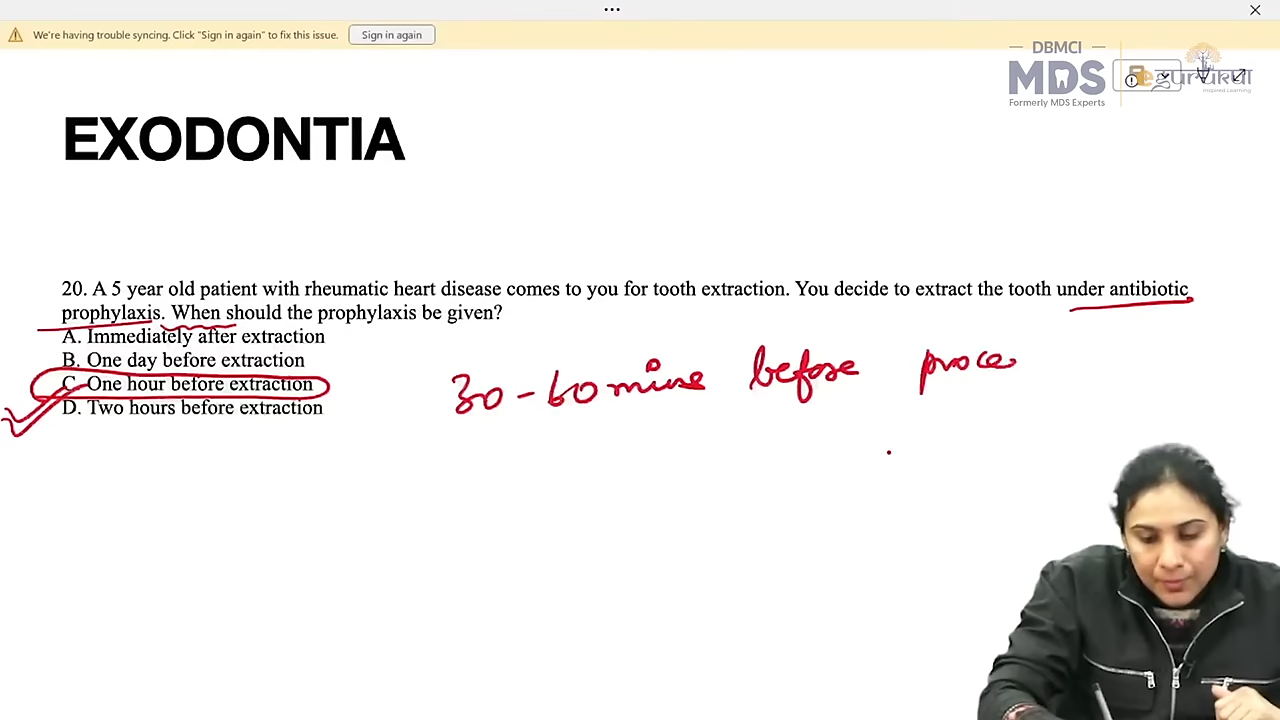 We're having trouble syncing. Click "Sign in again" to fix this issue. Sign in again
DBMCI
MDS
Formerly MDS Experts
eगुरुकुल
Inspired Learning
EXODONTIA
20. A 5 year old patient with rheumatic heart disease comes to you for tooth extraction. You decide to extract the tooth under antibiotic
prophylaxis. When should the prophylaxis be given?
A. Immediately after extraction
B. One day before extraction
C. One hour before extraction
D. Two hours before extraction
30-60 mins before proce